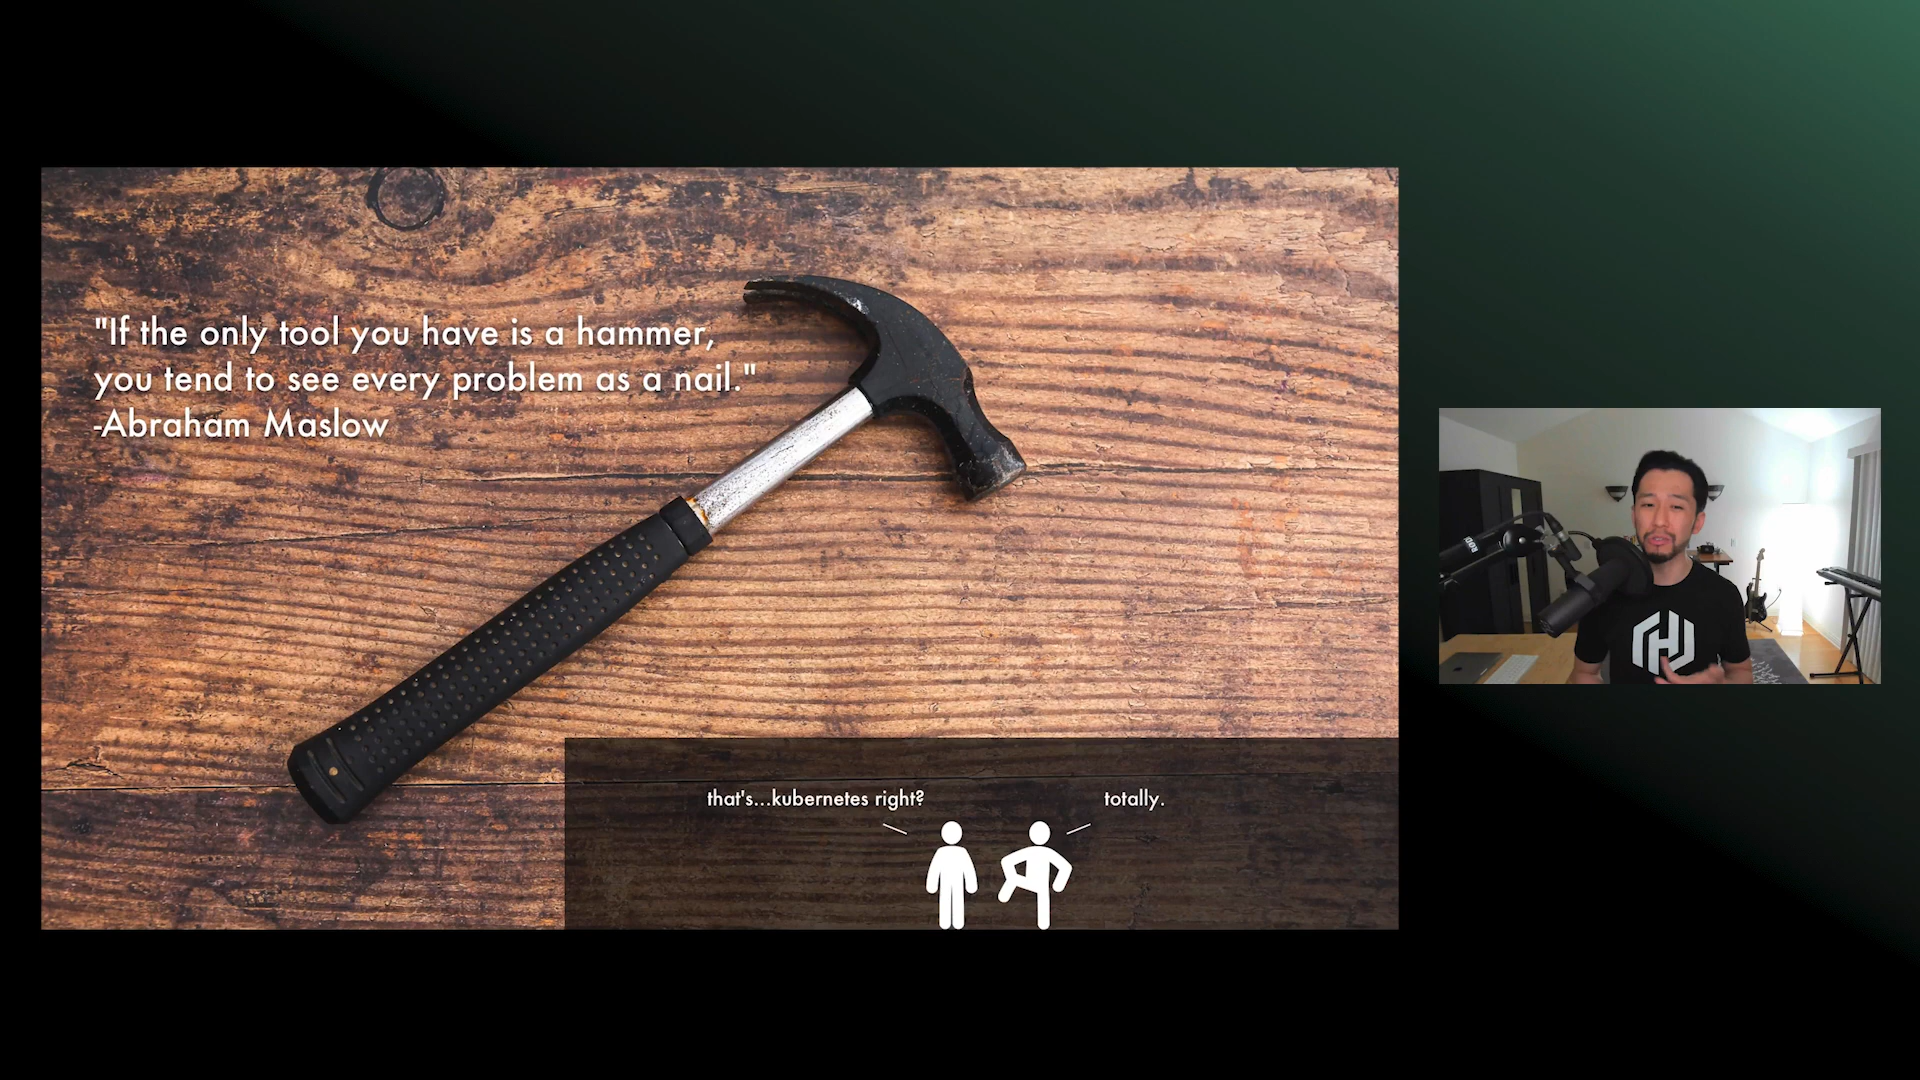 "If the only tool you have is a hammer,
you tend to see every problem as a nail."
-Abraham Maslow
that's...kubernetes right?
totally.
RODE